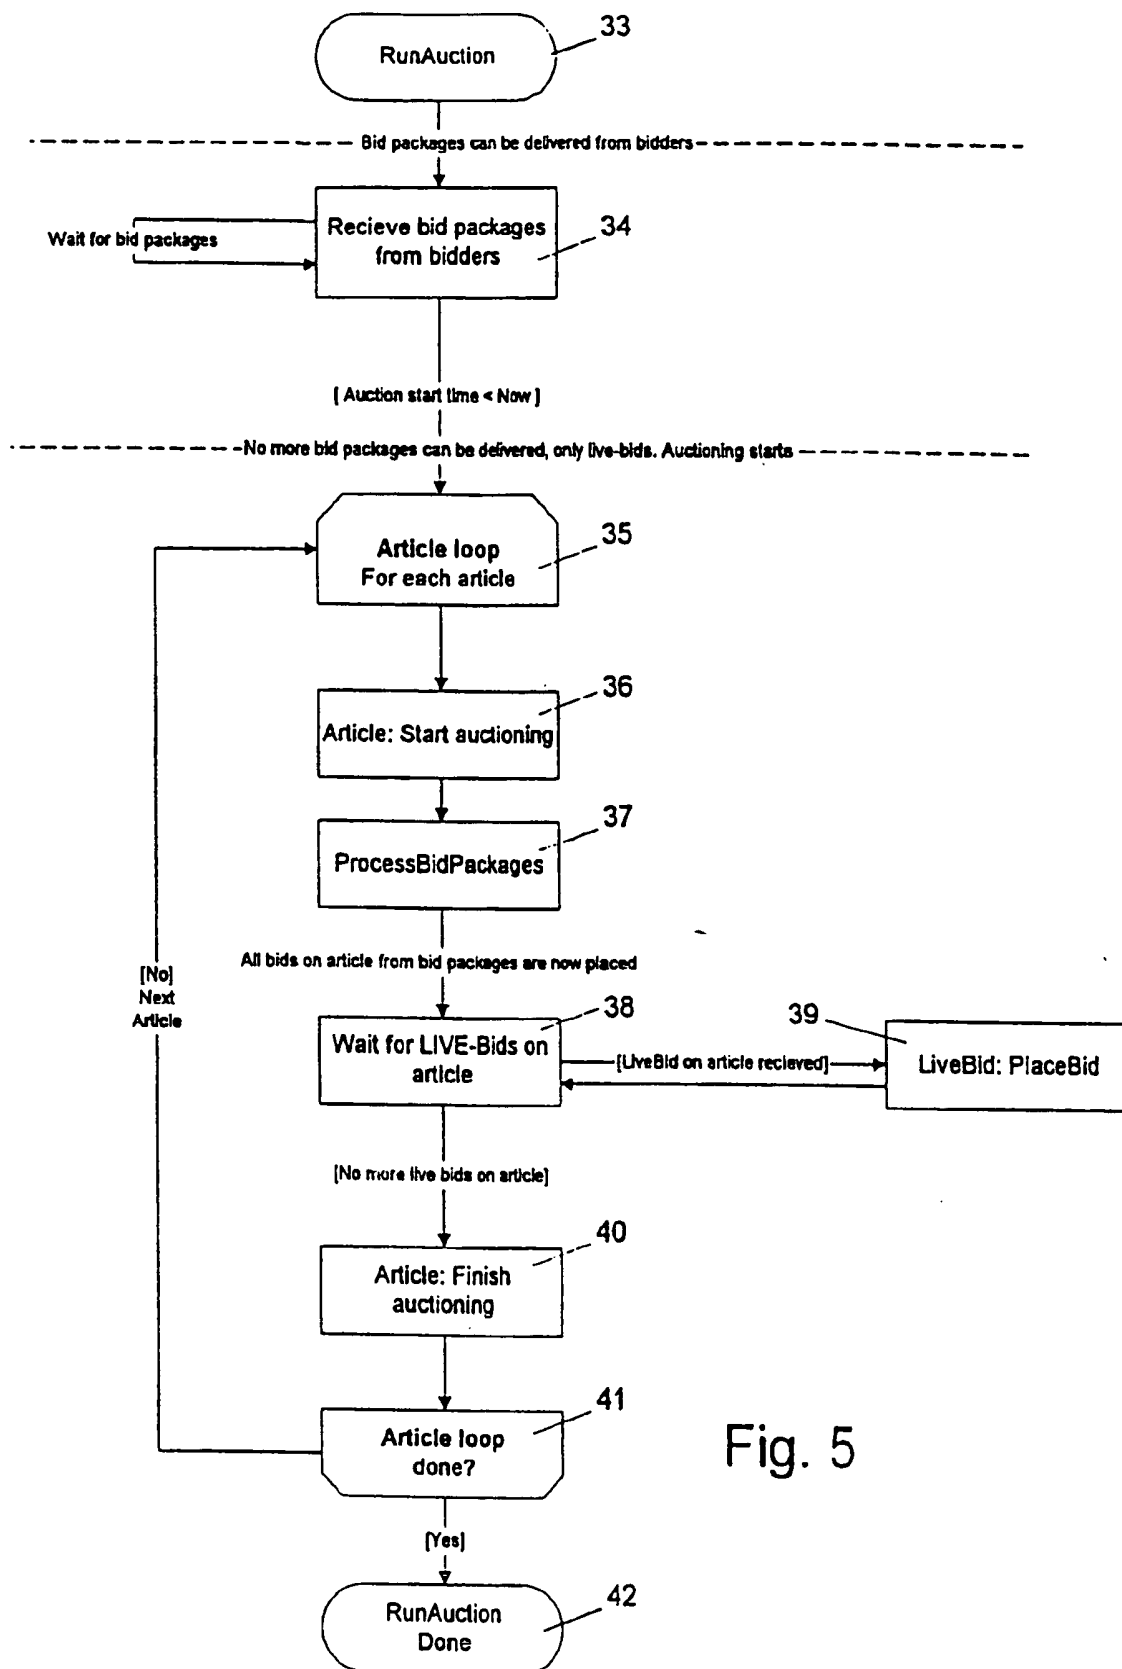 33
RunAuction
Bid packages can be delivered from bidders
Recieve bid packages
from bidders
34
Wait for bid packages
[ Auction start time < Now ]
No more bid packages can be delivered, only live-bids. Auctioning starts
35
Article loop
For each article
36
Article: Start auctioning
37
ProcessBidPackages
All bids on article from bid packages are now placed
[No]
Next
Article
38
Wait for LIVE-Bids on
article
[LiveBid on article recieved]
39
LiveBid: PlaceBid
[No more live bids on article]
40
Article: Finish
auctioning
41
Article loop
done?
Fig. 5
[Yes]
42
RunAuction
Done